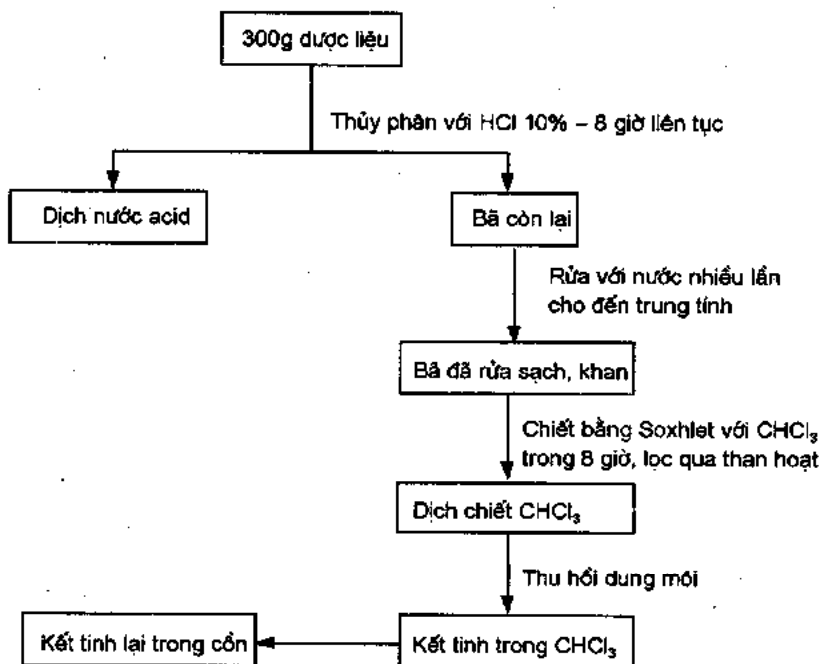 300g dược liệu
Thủy phân với HCl 10% – 8 giờ liên tục
Dịch nước acid
Bã còn lại
Rửa với nước nhiều lần
cho đến trung tính
Bã đã rửa sạch, khan
Chiết bằng Soxhlet với CHCl₃
trong 8 giờ, lọc qua than hoạt
Dịch chiết CHCl₃
Thu hồi dung môi
Kết tinh lại trong cồn
Kết tinh trong CHCl₃